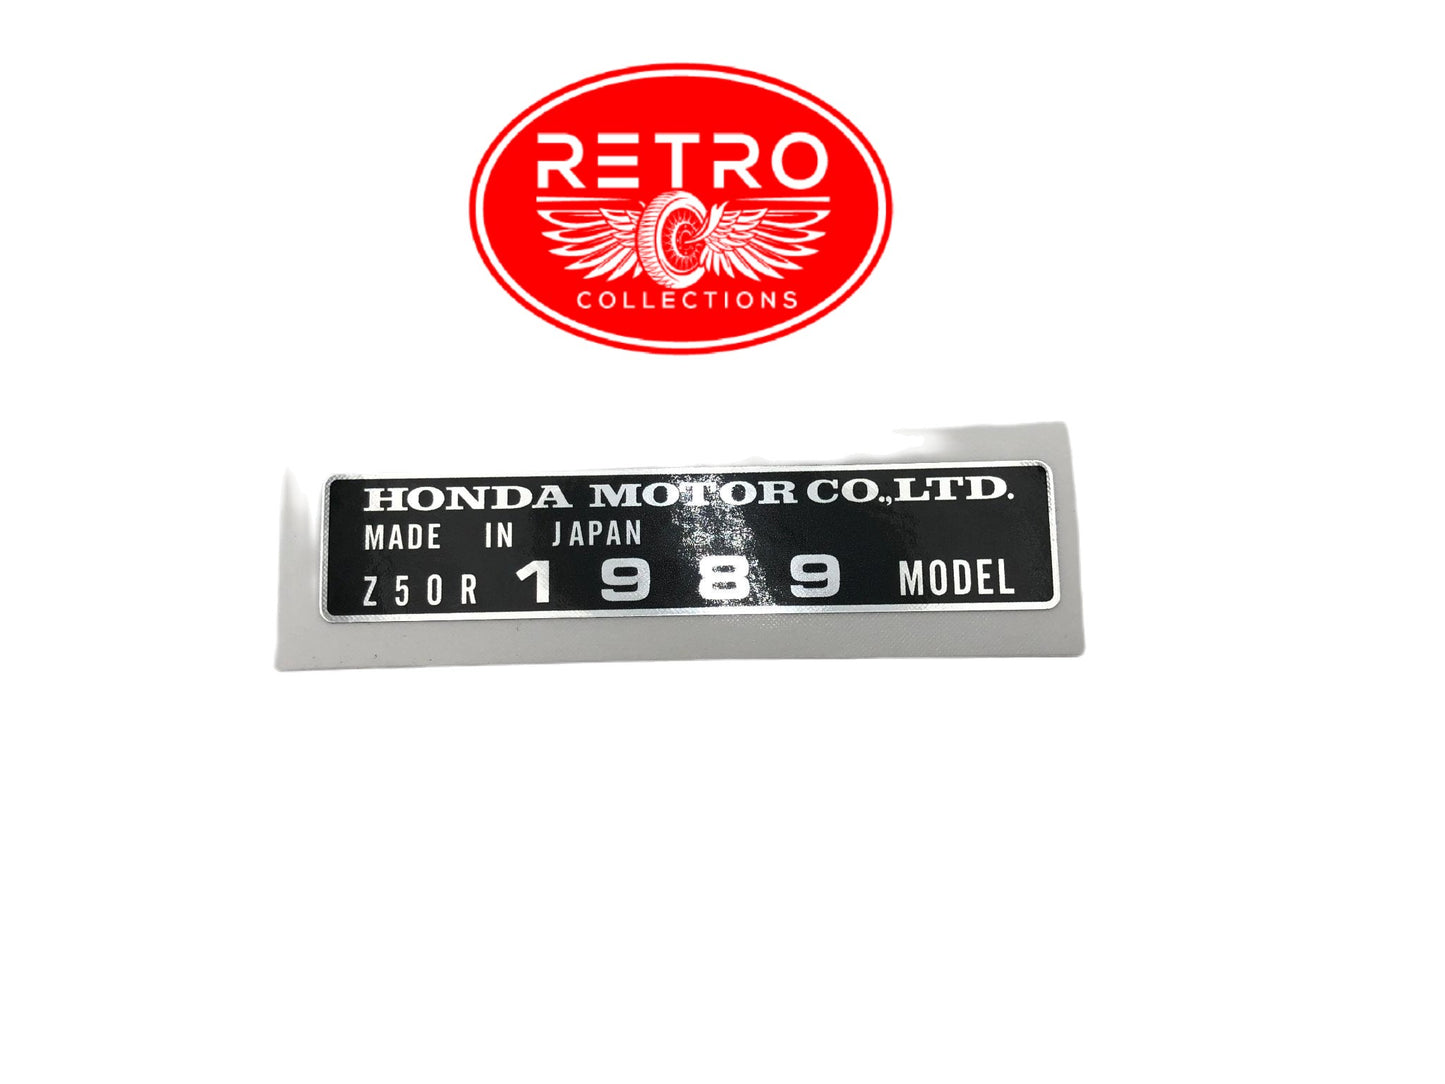 RETRO
COLLECTIONS
HONDA MOTOR CO.,LTD.
MADE IN JAPAN
Z50R 1989 MODEL